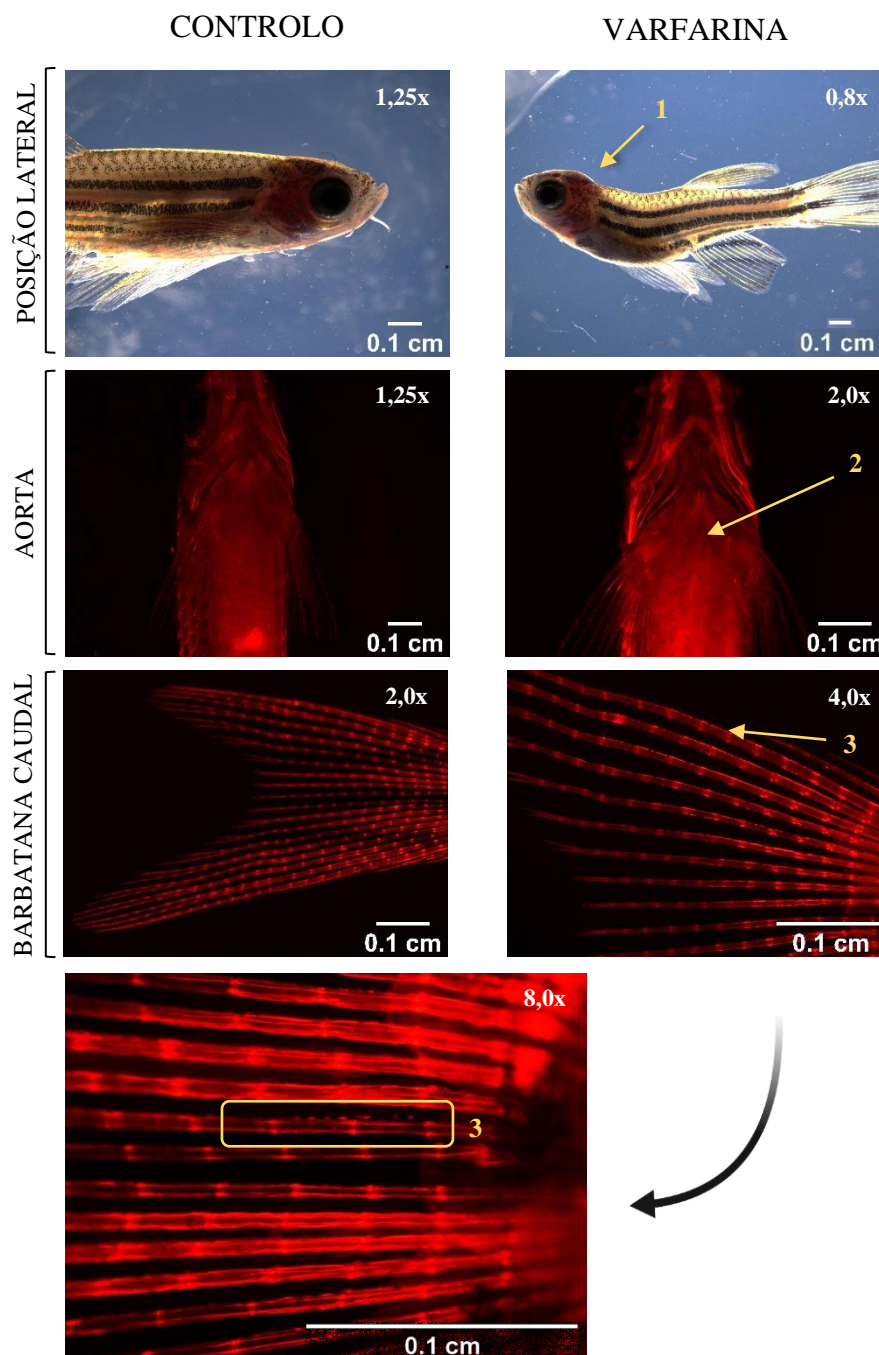 CONTROLO
VARFARINA
POSIÇÃO LATERAL
1,25x
0.1 cm
1
0,8x
0.1 cm
AORTA
1,25x
0.1 cm
2,0x
2
0.1 cm
BARBATANA CAUDAL
2,0x
0.1 cm
4,0x
3
0.1 cm
8,0x
3
0.1 cm